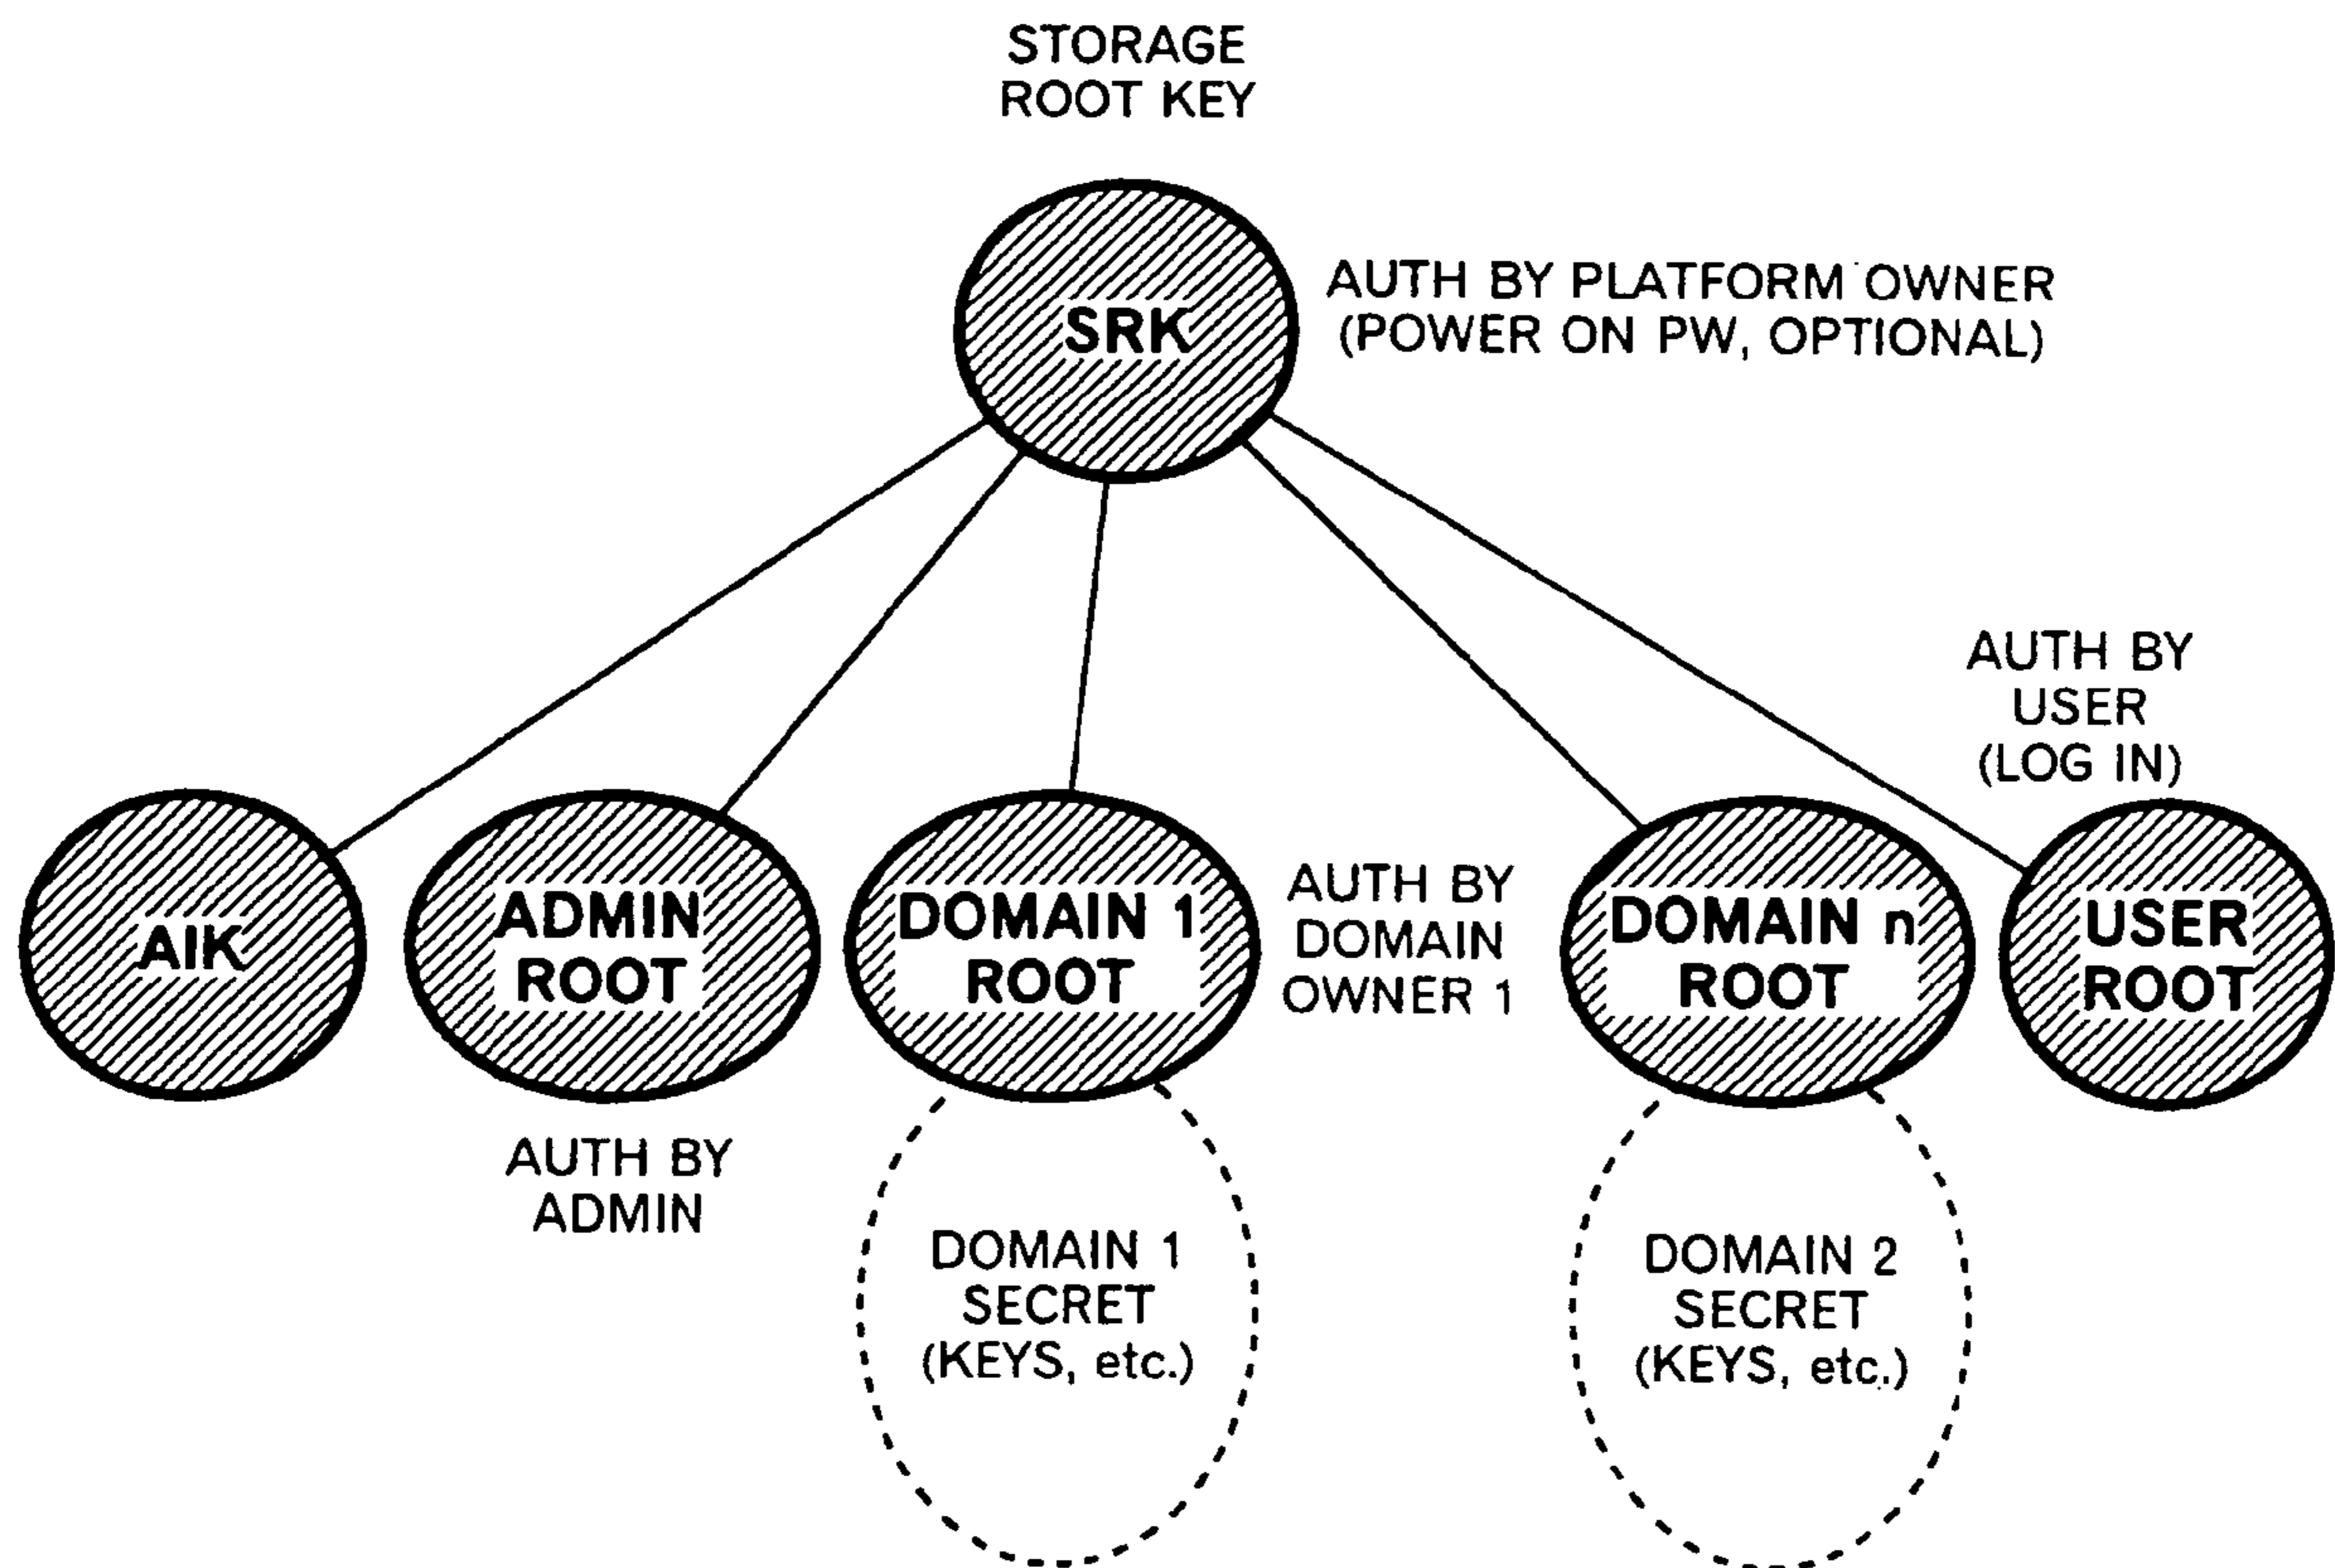 STORAGE
ROOT KEY
SRK
AUTH BY PLATFORM OWNER
(POWER ON PW, OPTIONAL)
AUTH BY
USER
(LOG IN)
AIK
ADMIN
ROOT
DOMAIN 1
ROOT
AUTH BY
DOMAIN
OWNER 1
DOMAIN n
ROOT
USER
ROOT
AUTH BY
ADMIN
DOMAIN 1
SECRET
(KEYS, etc.)
DOMAIN 2
SECRET
(KEYS, etc.)